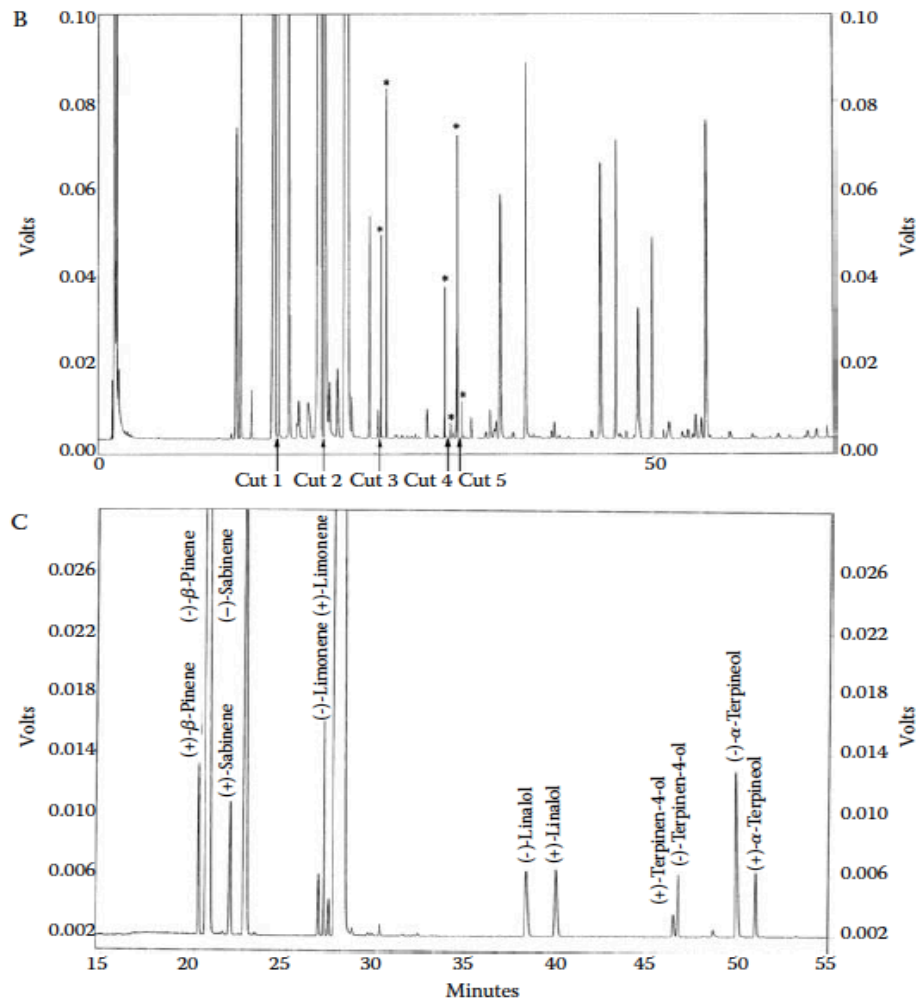 B
0.10
0.08
0.06
0.04
0.02
0.00
Volts
* * * * * *
0.10
0.08
0.06
0.04
0.02
0.00
Volts
0 50
Cut 1 Cut 2 Cut 3 Cut 4 Cut 5
C
0.026
0.022
0.018
0.014
0.010
0.006
0.002
Volts
(+)-β-Pinene
(-)-β-Pinene
(+)-Sabinene
(−)-Sabinene
(-)-Limonene
(+)-Limonene
(-)-Linalol
(+)-Linalol
(+)-Terpinen-4-ol
(-)-Terpinen-4-ol
(-)-α-Terpineol
(+)-α-Terpineol
0.026
0.022
0.018
0.014
0.010
0.006
0.002
Volts
15 20 25 30 35 40 45 50 55
Minutes